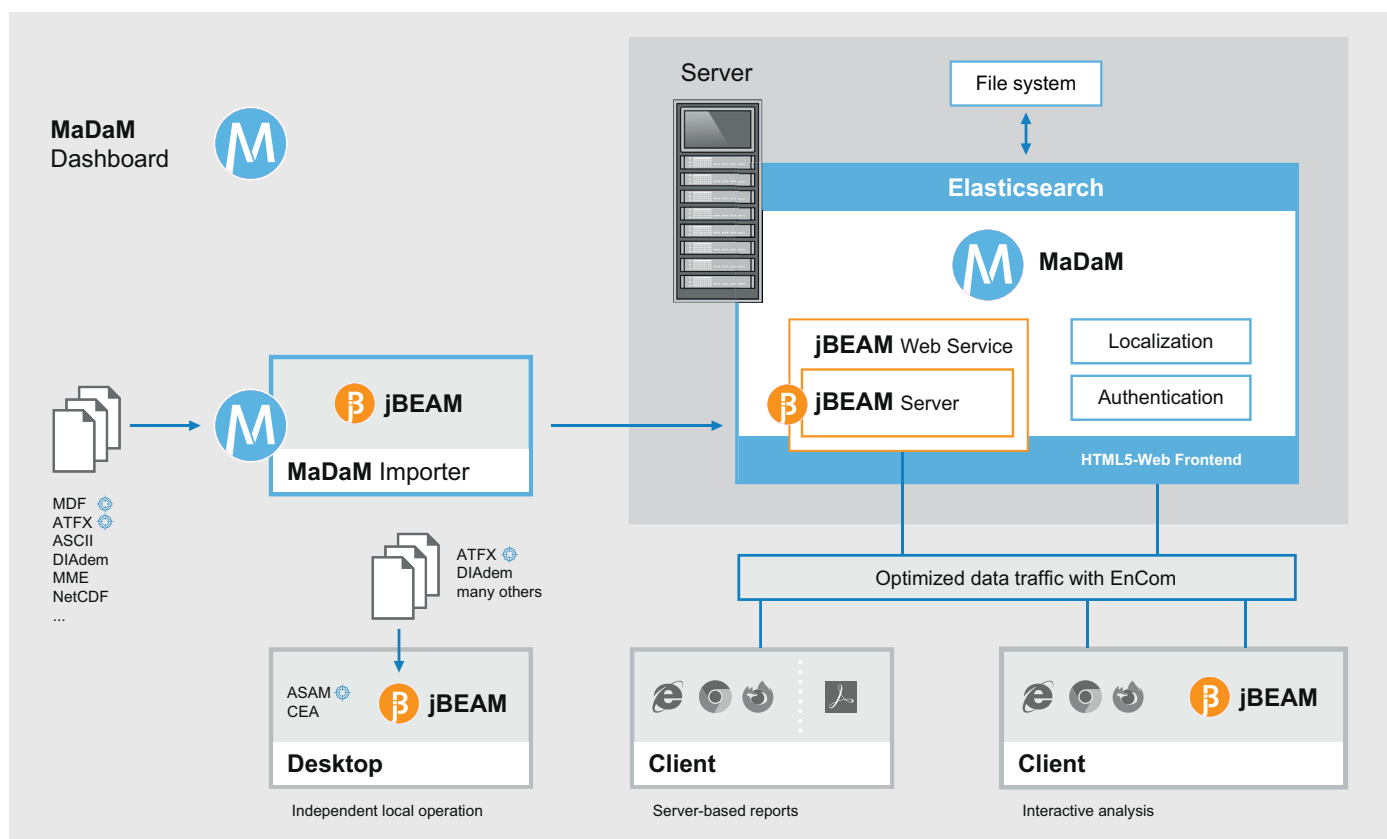 MaDaM
Dashboard
Server
File system
Elasticsearch
MaDaM
jBEAM Web Service
jBEAM Server
Localization
Authentication
HTML5-Web Frontend
jBEAM
MaDaM Importer
MDF
ATFX
ASCII
DIAdem
MME
NetCDF
...
ATFX
DIAdem
many others
Optimized data traffic with EnCom
ASAM
CEA
jBEAM
Desktop
Independent local operation
Client
Server-based reports
jBEAM
Client
Interactive analysis